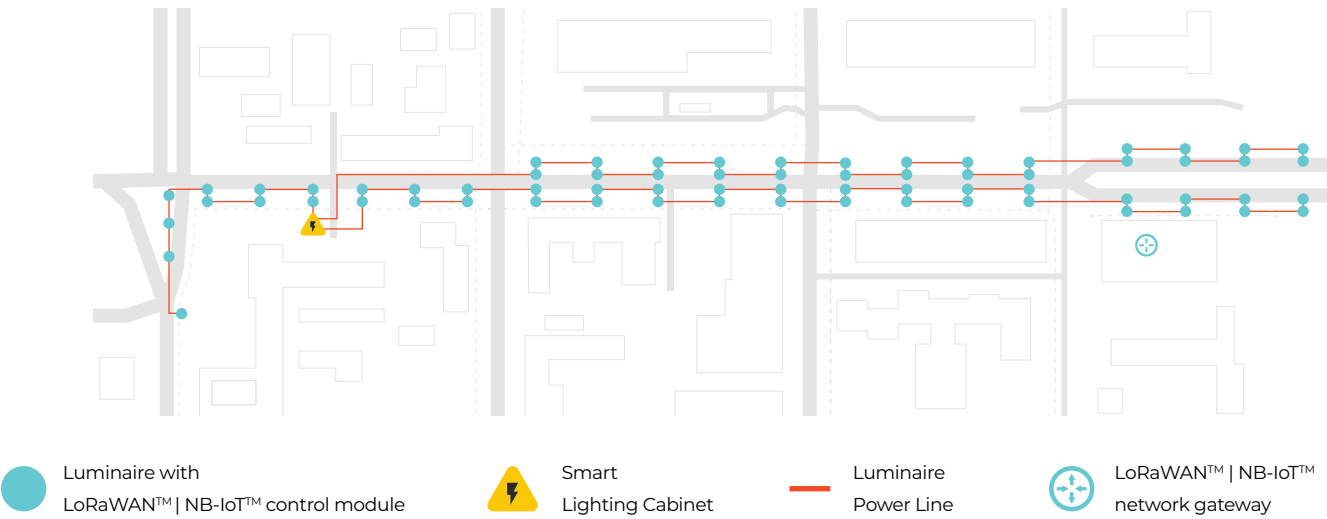 Luminaire with
LoRaWAN™ | NB-IoT™ control module
Smart
Lighting Cabinet
Luminaire
Power Line
LoRaWAN™ | NB-IoT™
network gateway